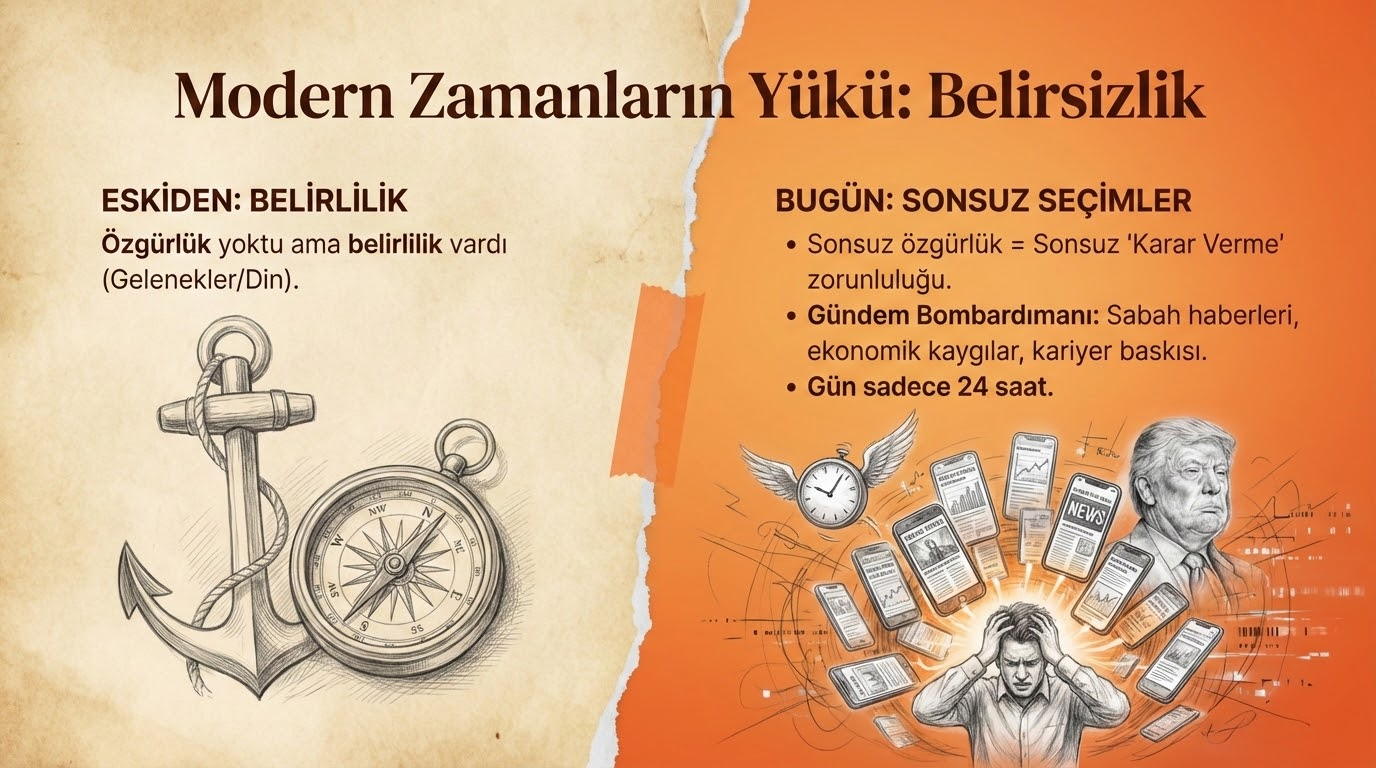 Modern Zamanların Yükü: Belirsizlik
ESKİDEN: BELİRLİLİK
Özgürlük yoktu ama belirlilik vardı
(Gelenekler/Din).
BUGÜN: SONSUZ SEÇİMLER
• Sonsuz özgürlük = Sonsuz 'Karar Verme'
zorunluluğu.
• Gündem Bombardımanı: Sabah haberleri,
ekonomik kaygılar, kariyer baskısı.
• Gün sadece 24 saat.
NW
N
W
SS
NEWS